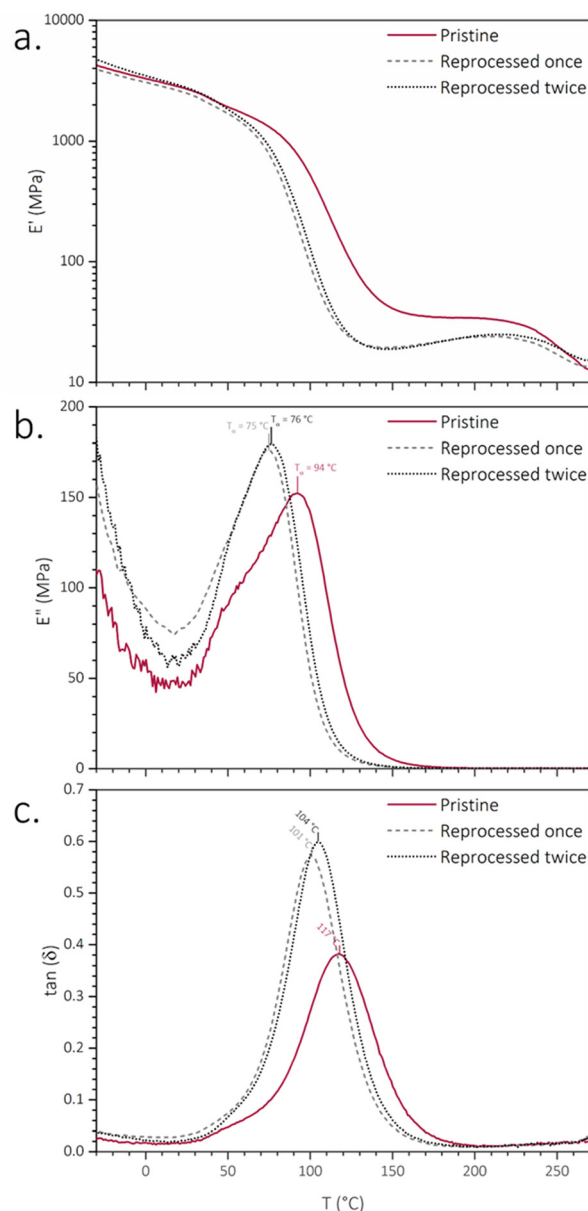 a.
10000
1000
100
10
E' (MPa)
Pristine
Reprocessed once
Reprocessed twice
b.
200
150
100
50
0
E" (MPa)
Tα = 75 °C
Tα = 76 °C
Tα = 94 °C
Pristine
Reprocessed once
Reprocessed twice
c.
0.7
0.6
0.5
0.4
0.3
0.2
0.1
0.0
tan (δ)
104 °C
101 °C
117 °C
Pristine
Reprocessed once
Reprocessed twice
0 50 100 150 200 250
T (°C)